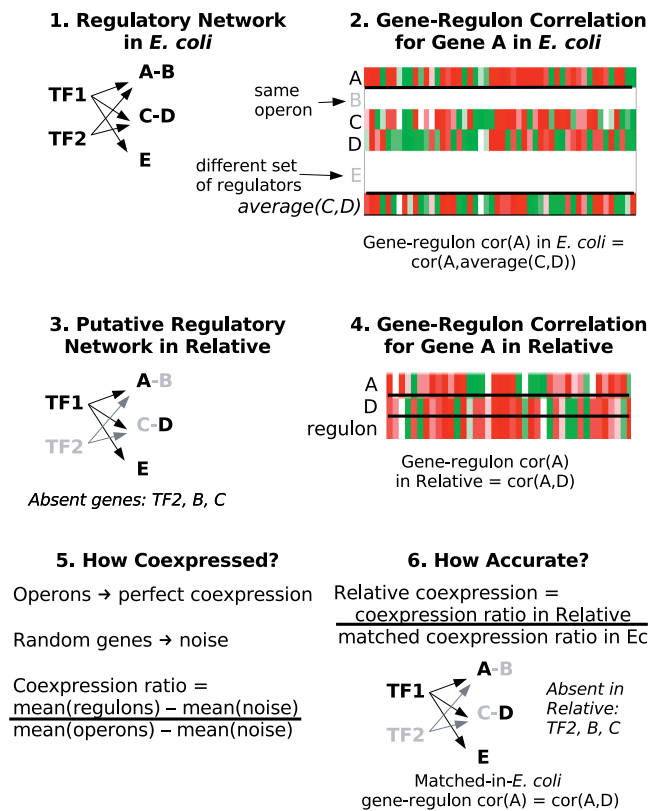 1. Regulatory Network
in E. coli
TF1
TF2
A-B
C-D
E
2. Gene-Regulon Correlation
for Gene A in E. coli
A
same
operon
B
C
D
different set
of regulators
E
average(C,D)
Gene-regulon cor(A) in E. coli =
cor(A,average(C,D))
3. Putative Regulatory
Network in Relative
TF1
TF2
A-B
C-D
E
Absent genes: TF2, B, C
4. Gene-Regulon Correlation
for Gene A in Relative
A
D
regulon
Gene-regulon cor(A)
in Relative = cor(A,D)
5. How Coexpressed?
Operons → perfect coexpression
Random genes → noise
Coexpression ratio =
mean(regulons) – mean(noise)
mean(operons) – mean(noise)
6. How Accurate?
Relative coexpression =
coexpression ratio in Relative
matched coexpression ratio in Ec
TF1
TF2
A-B
C-D
E
Absent in
Relative:
TF2, B, C
Matched-in-E. coli
gene-regulon cor(A) = cor(A,D)